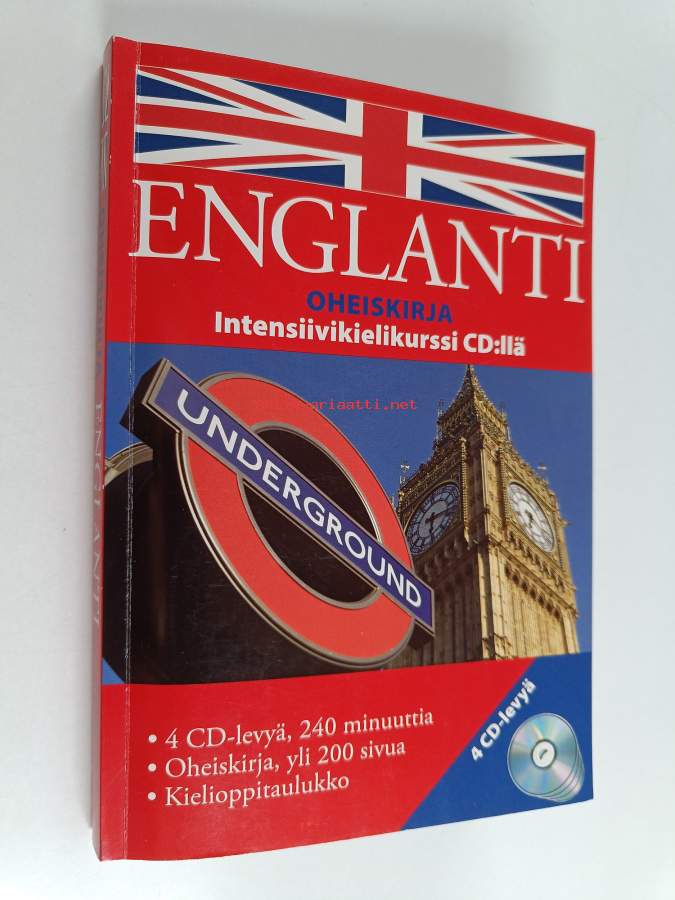 ENGLANTI
OHEISKIRJA
Intensiivikielikurssi CD:llä
UNDERGROUND
4 CD-levyä
• 4 CD-levyä, 240 minuuttia
• Oheiskirja, yli 200 sivua
• Kielioppitaulukko
ENGLANTI